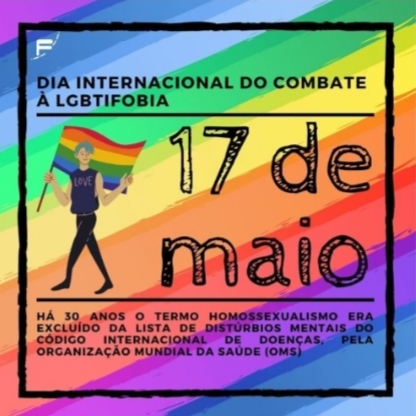 F
DIA INTERNACIONAL DO COMBATE
À LGBTIFOBIA
17 de
LOVE
maio
HÁ 30 ANOS O TERMO HOMOSSEXUALISMO ERA
EXCLUÍDO DA LISTA DE DISTÚRBIOS MENTAIS DO
CÓDIGO INTERNACIONAL DE DOENÇAS, PELA
ORGANIZAÇÃO MUNDIAL DA SAÚDE (OMS)